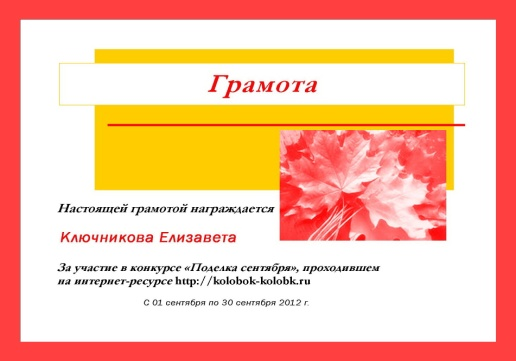 Грамота
Настоящей грамотой награждается
Ключникова Елизавета
За участие в конкурсе «Поделка сентября», проходившем
на интернет-ресурсе http://kolobok-kolobk.ru
С 01 сентября по 30 сентября 2012 г.